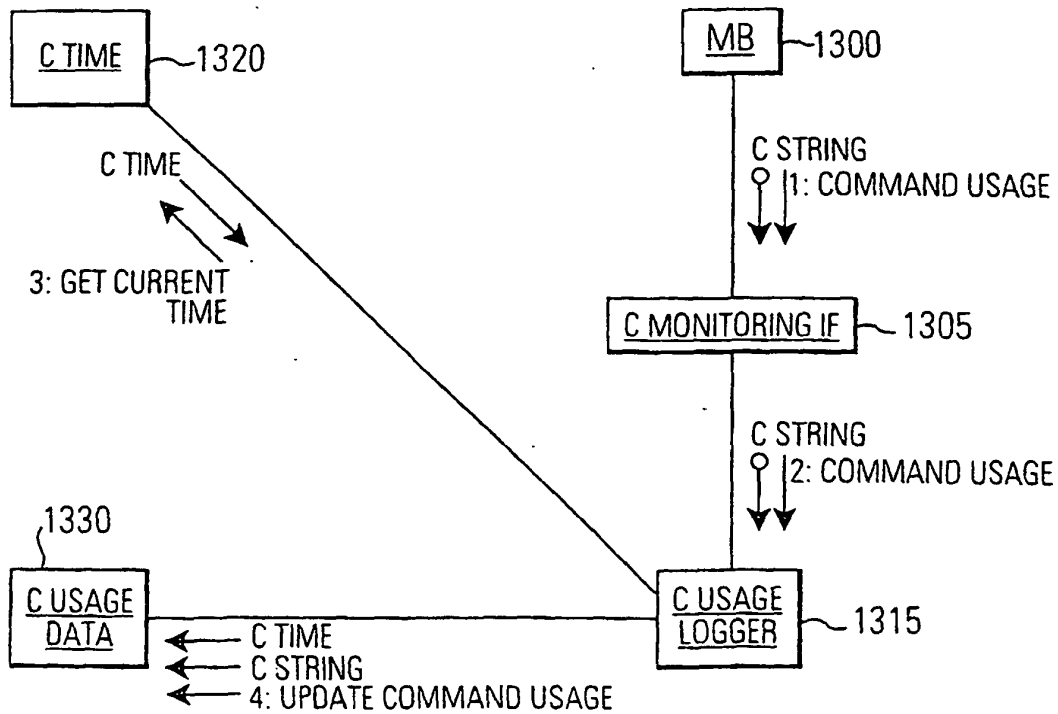 C TIME
1320
MB
1300
C TIME
3: GET CURRENT
TIME
C STRING
1: COMMAND USAGE
C MONITORING IF
1305
C STRING
2: COMMAND USAGE
1330
C USAGE
DATA
C TIME
C STRING
4: UPDATE COMMAND USAGE
C USAGE
LOGGER
1315